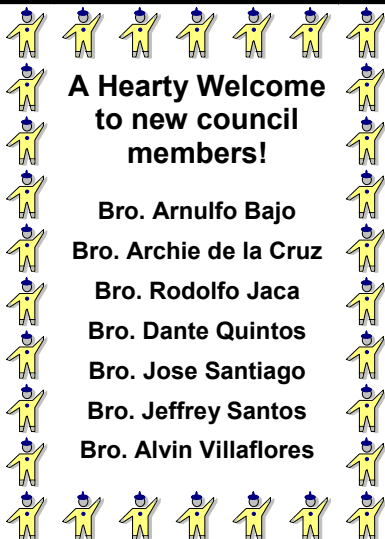 A Hearty Welcome
to new council
members!
Bro. Arnulfo Bajo
Bro. Archie de la Cruz
Bro. Rodolfo Jaca
Bro. Dante Quintos
Bro. Jose Santiago
Bro. Jeffrey Santos
Bro. Alvin Villaflores